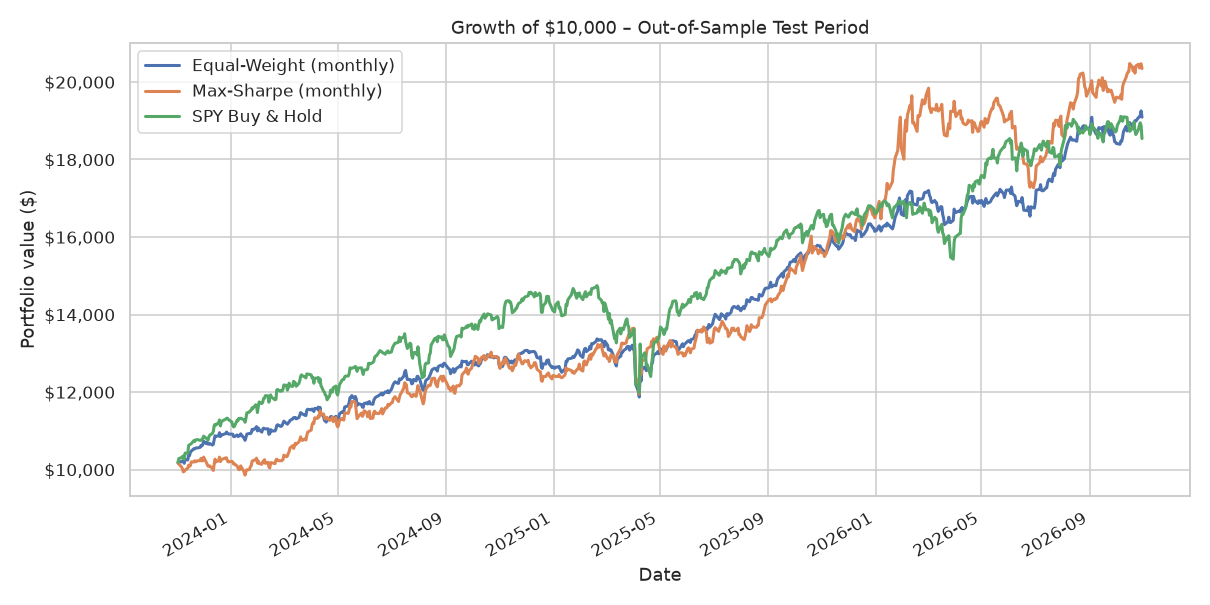 Growth of $10,000 – Out-of-Sample Test Period
Equal-Weight (monthly)
Max-Sharpe (monthly)
SPY Buy & Hold
$20,000
$18,000
$16,000
$14,000
$12,000
$10,000
Portfolio value ($)
2024-01
2024-05
2024-09
2025-01
2025-05
2025-09
2026-01
2026-05
2026-09
Date